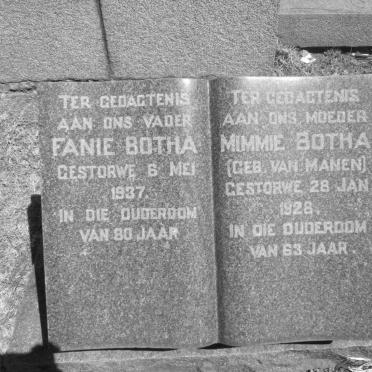 TER GEDAGTENIS
AAN ONS VADER
FANIE BOTHA
GESTORWE 6 MEI
1937.
IN DIE OUDERDOM
VAN 80 JAAR
TER GEDAGTENIS
AAN ONS MOEDER
MIMMIE BOTHA
(GEB. VAN MANEN)
GESTORWE 28 JAN
1928.
IN DIE OUDERDOM
VAN 63 JAAR.